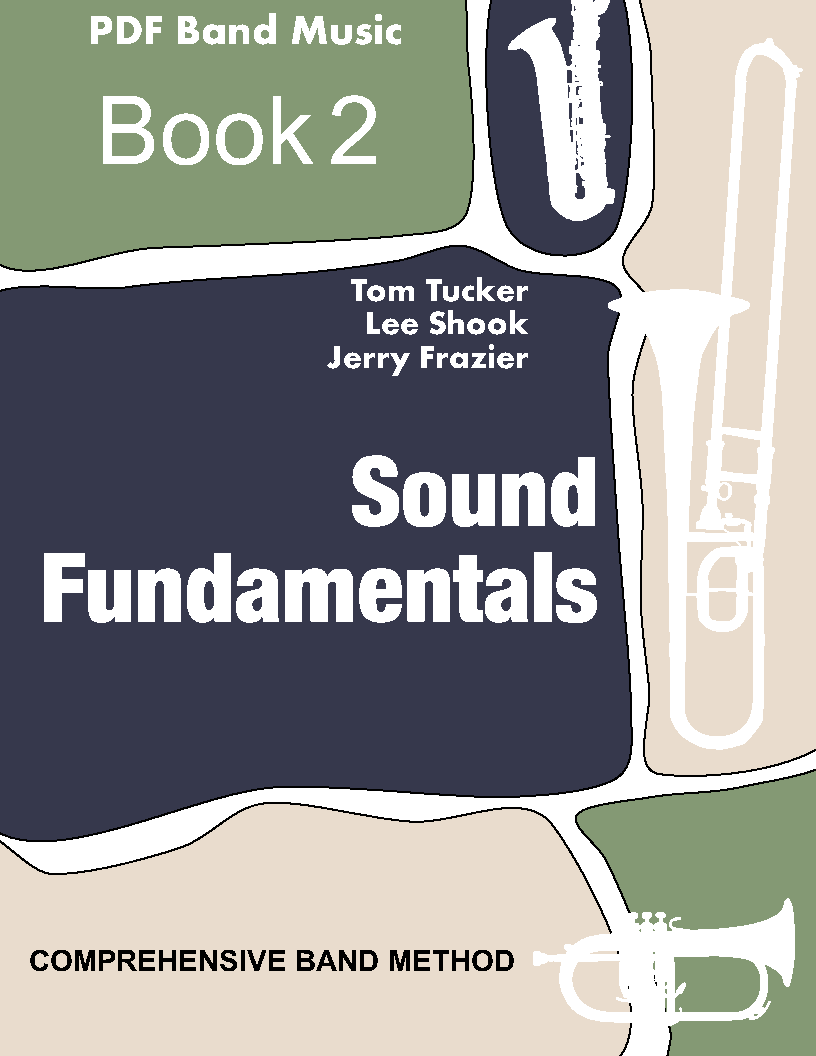 PDF Band Music
Book 2
Tom Tucker
Lee Shook
Jerry Frazier
Sound
Fundamentals
COMPREHENSIVE BAND METHOD